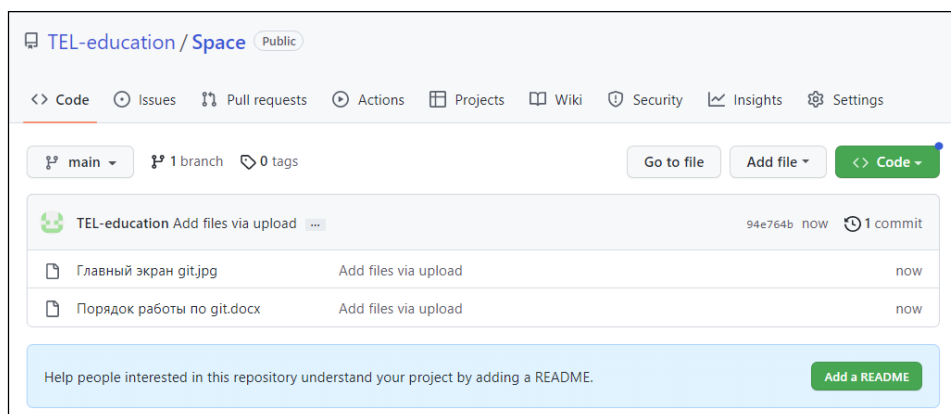 TEL-education / Space Public
<> Code Issues Pull requests Actions Projects Wiki Security Insights Settings
main 1 branch 0 tags Go to file Add file <> Code
TEL-education Add files via upload ... 94e764b now 1 commit
Главный экран git.jpg Add files via upload now
Порядок работы по git.docx Add files via upload now
Help people interested in this repository understand your project by adding a README. Add a README